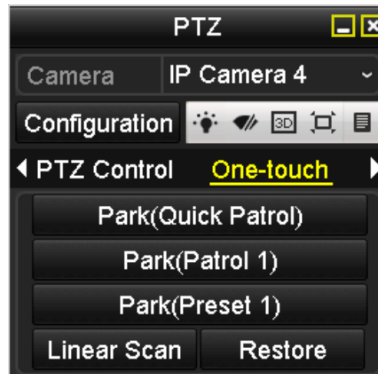 PTZ
Camera IP Camera 4
Configuration 3D
PTZ Control One-touch
Park(Quick Patrol)
Park(Patrol 1)
Park(Preset 1)
Linear Scan Restore